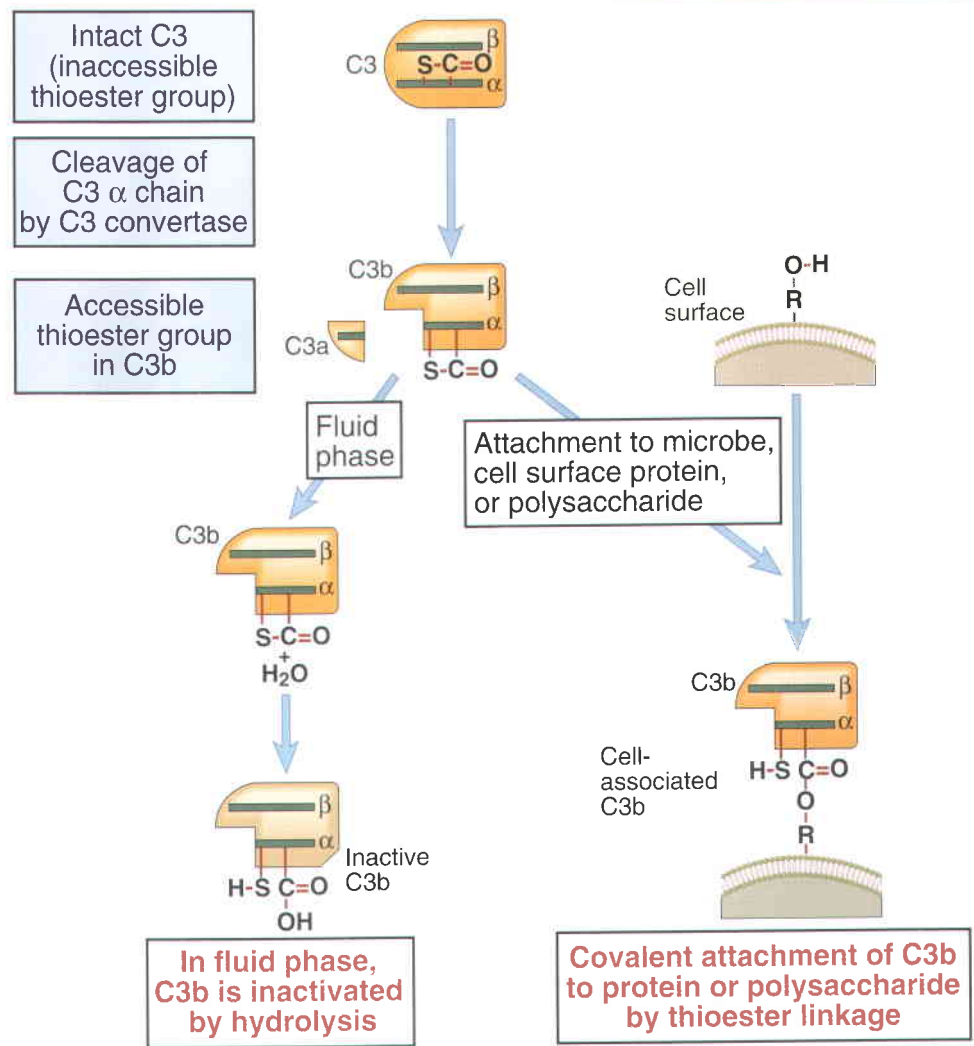 Intact C3
(inaccessible
thioester group)
C3
β
S-C=O
α
Cleavage of
C3 α chain
by C3 convertase
Accessible
thioester group
in C3b
C3b
β
α
C3a
S-C=O
Cell
surface
O-H
R
Fluid
phase
Attachment to microbe,
cell surface protein,
or polysaccharide
C3b
β
α
S-C=O
+
H₂O
β
α
Inactive
C3b
H-S C=O
OH
In fluid phase,
C3b is inactivated
by hydrolysis
C3b
β
α
Cell-
associated
C3b
H-S C=O
O
R
Covalent attachment of C3b
to protein or polysaccharide
by thioester linkage